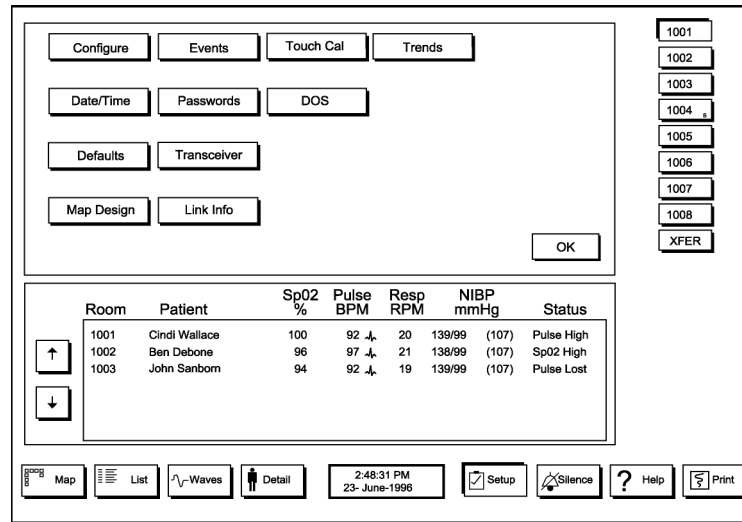 Configure Events Touch Cal Trends
Date/Time Passwords DOS
Defaults Transceiver
Map Design Link Info
OK
1001
1002
1003
1004 s
1005
1006
1007
1008
XFER
Room Patient Sp02 % Pulse BPM Resp RPM NIBP mmHg Status
1001 Cindi Wallace 100 92 20 139/99 (107) Pulse High
1002 Ben Debone 96 97 21 138/99 (107) Sp02 High
1003 John Sanborn 94 92 19 139/99 (107) Pulse Lost
Map List Waves Detail 2:48:31 PM Setup Silence ? Help Print
23- June-1996